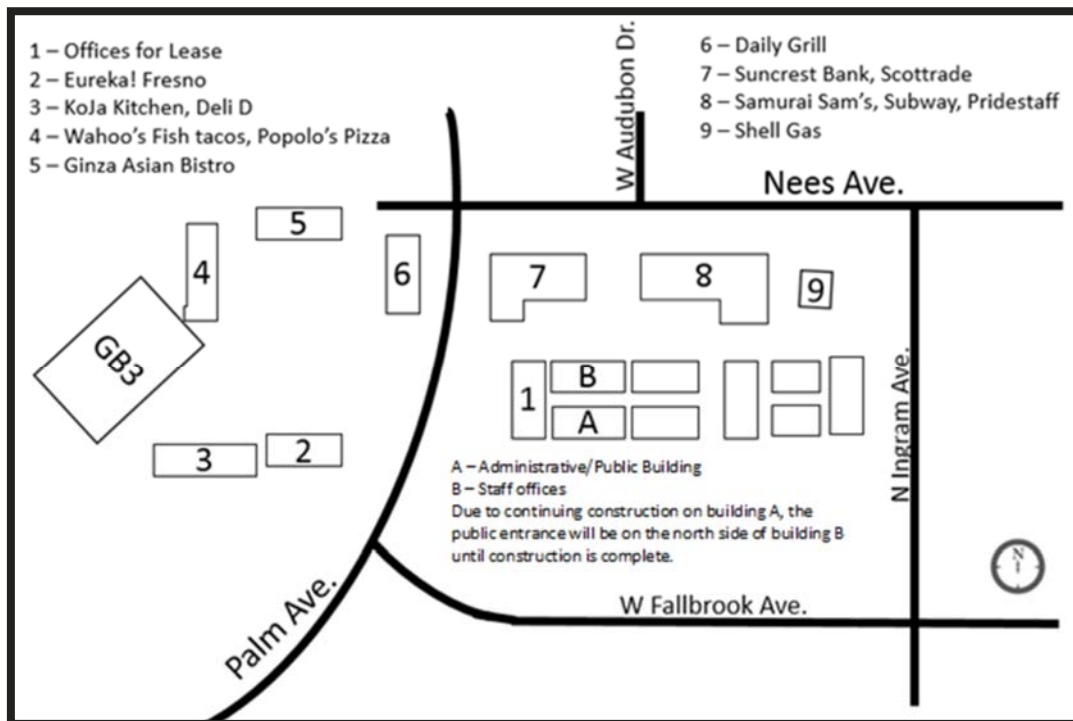 1 – Offices for Lease
2 – Eureka! Fresno
3 – KoJa Kitchen, Deli D
4 – Wahoo's Fish tacos, Popolo's Pizza
5 – Ginza Asian Bistro
W Audubon Dr.
6 – Daily Grill
7 – Suncrest Bank, Scottrade
8 – Samurai Sam's, Subway, Pridestaff
9 – Shell Gas
Nees Ave.
5
4
6
7
8
9
GB3
1
B
A
3
2
N Ingram Ave.
A – Administrative/Public Building
B – Staff offices
Due to continuing construction on building A, the
public entrance will be on the north side of building B
until construction is complete.
N
Palm Ave.
W Fallbrook Ave.